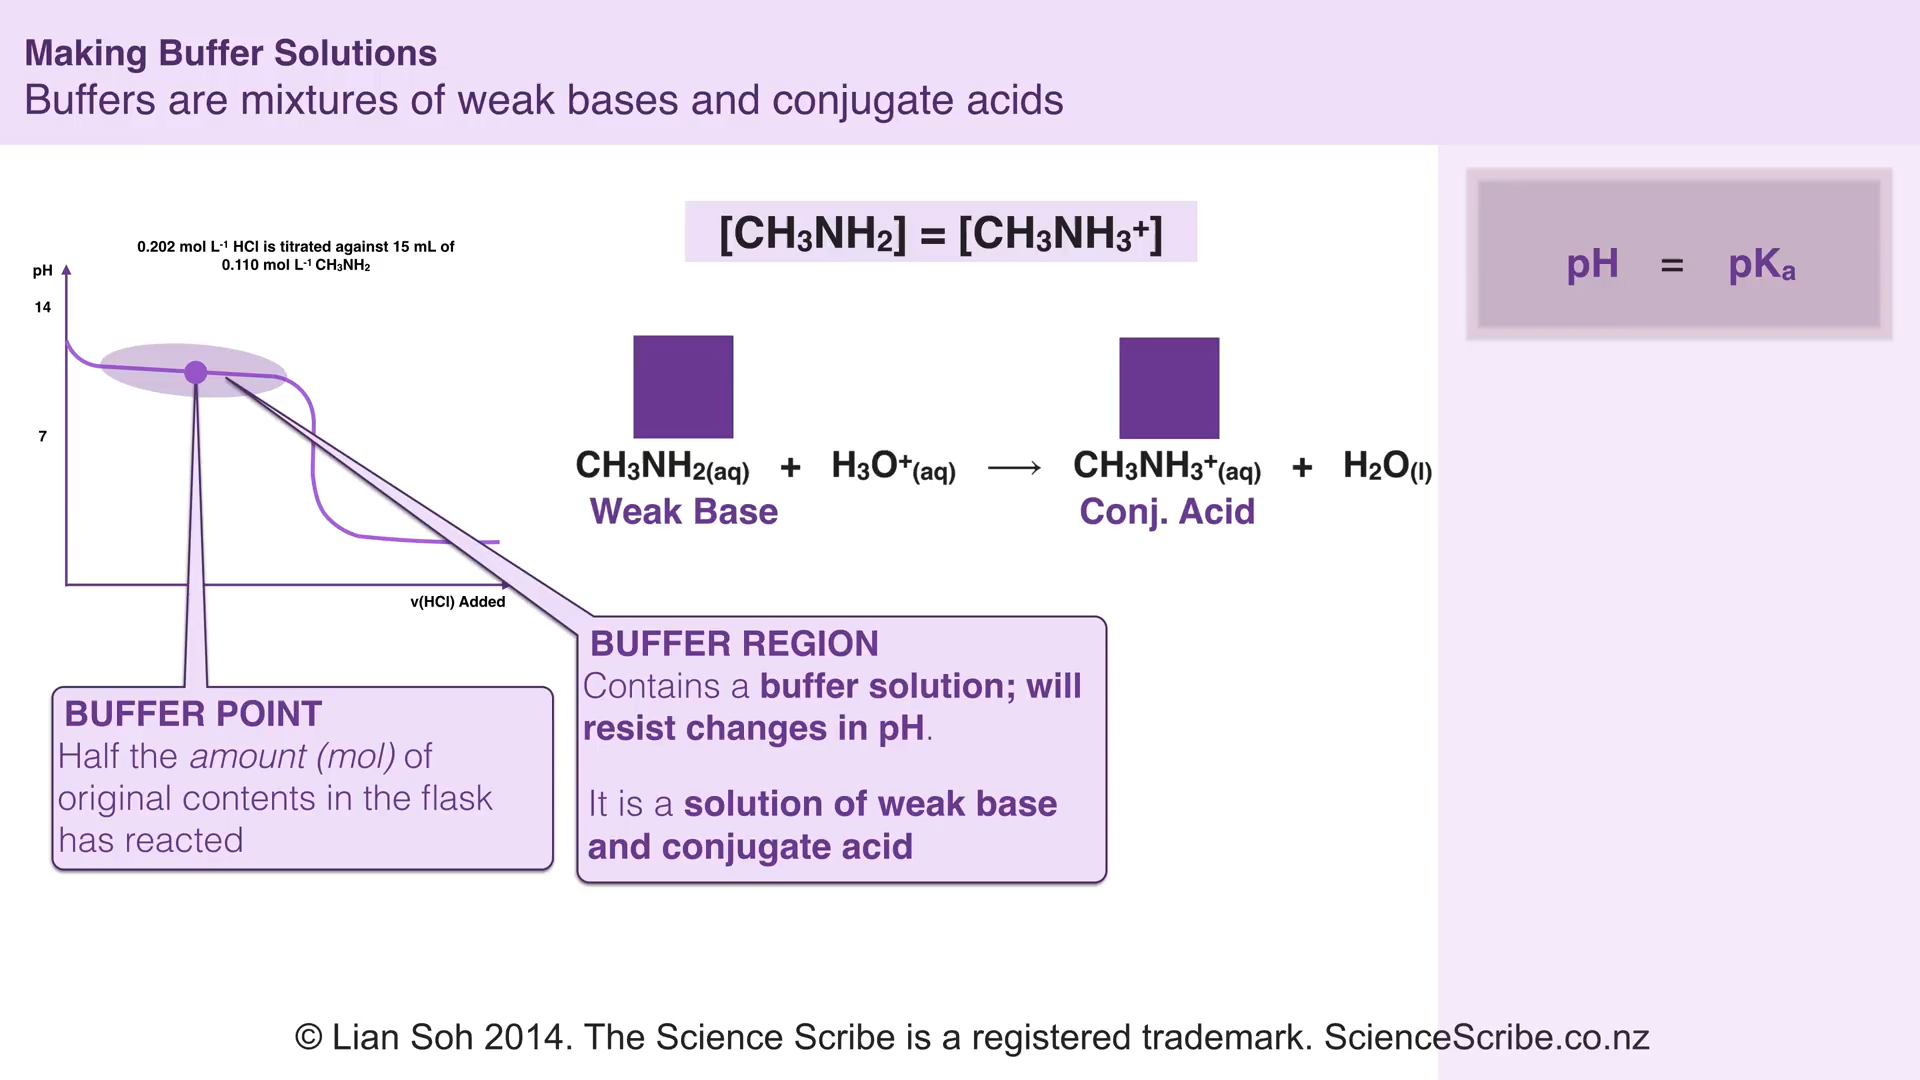 Making Buffer Solutions
Buffers are mixtures of weak bases and conjugate acids
0.202 mol L⁻¹ HCl is titrated against 15 mL of
0.110 mol L⁻¹ CH₃NH₂
pH
14
7
v(HCl) Added
[CH₃NH₂] = [CH₃NH₃⁺]
CH₃NH₂(aq) + H₃O⁺(aq) ⟶ CH₃NH₃⁺(aq) + H₂O(l)
Weak Base Conj. Acid
BUFFER POINT
Half the amount (mol) of
original contents in the flask
has reacted
BUFFER REGION
Contains a buffer solution; will
resist changes in pH.
It is a solution of weak base
and conjugate acid
pH = pKₐ
© Lian Soh 2014. The Science Scribe is a registered trademark. ScienceScribe.co.nz